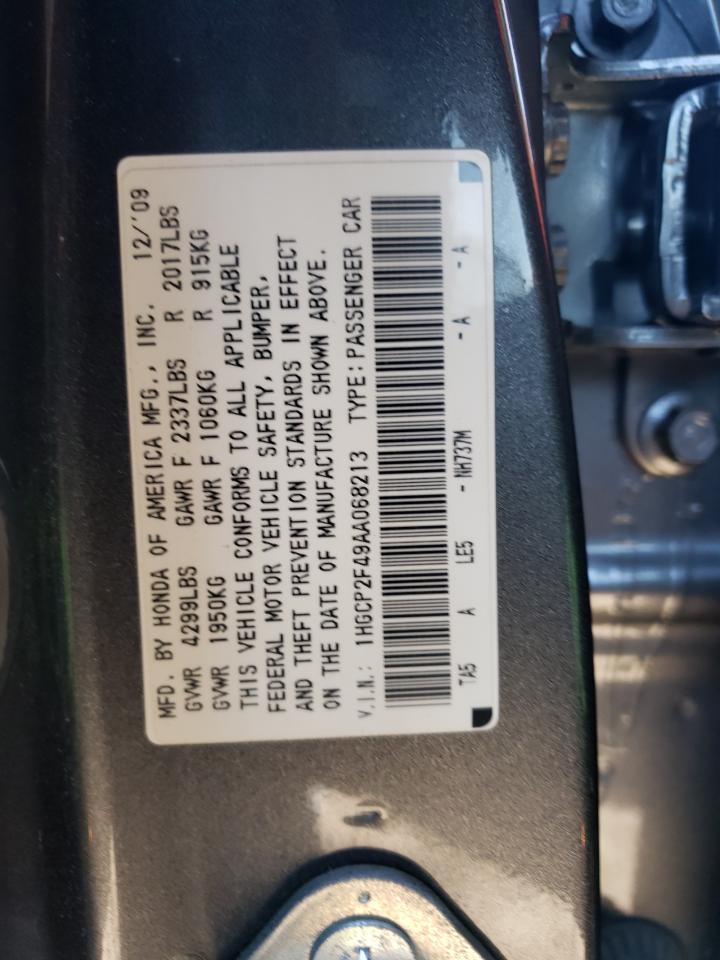 MFD. BY HONDA OF AMERICA MFG., INC. 12/'09
GVWR 4299LBS GAWR F 2337LBS R 2017LBS
GVWR 1950KG GAWR F 1060KG R 915KG
THIS VEHICLE CONFORMS TO ALL APPLICABLE
FEDERAL MOTOR VEHICLE SAFETY, BUMPER,
AND THEFT PREVENTION STANDARDS IN EFFECT
ON THE DATE OF MANUFACTURE SHOWN ABOVE.
V.I.N.: 1HGCP2F49AA068213 TYPE: PASSENGER CAR
TA5 A LE5 - NH737M - A - A